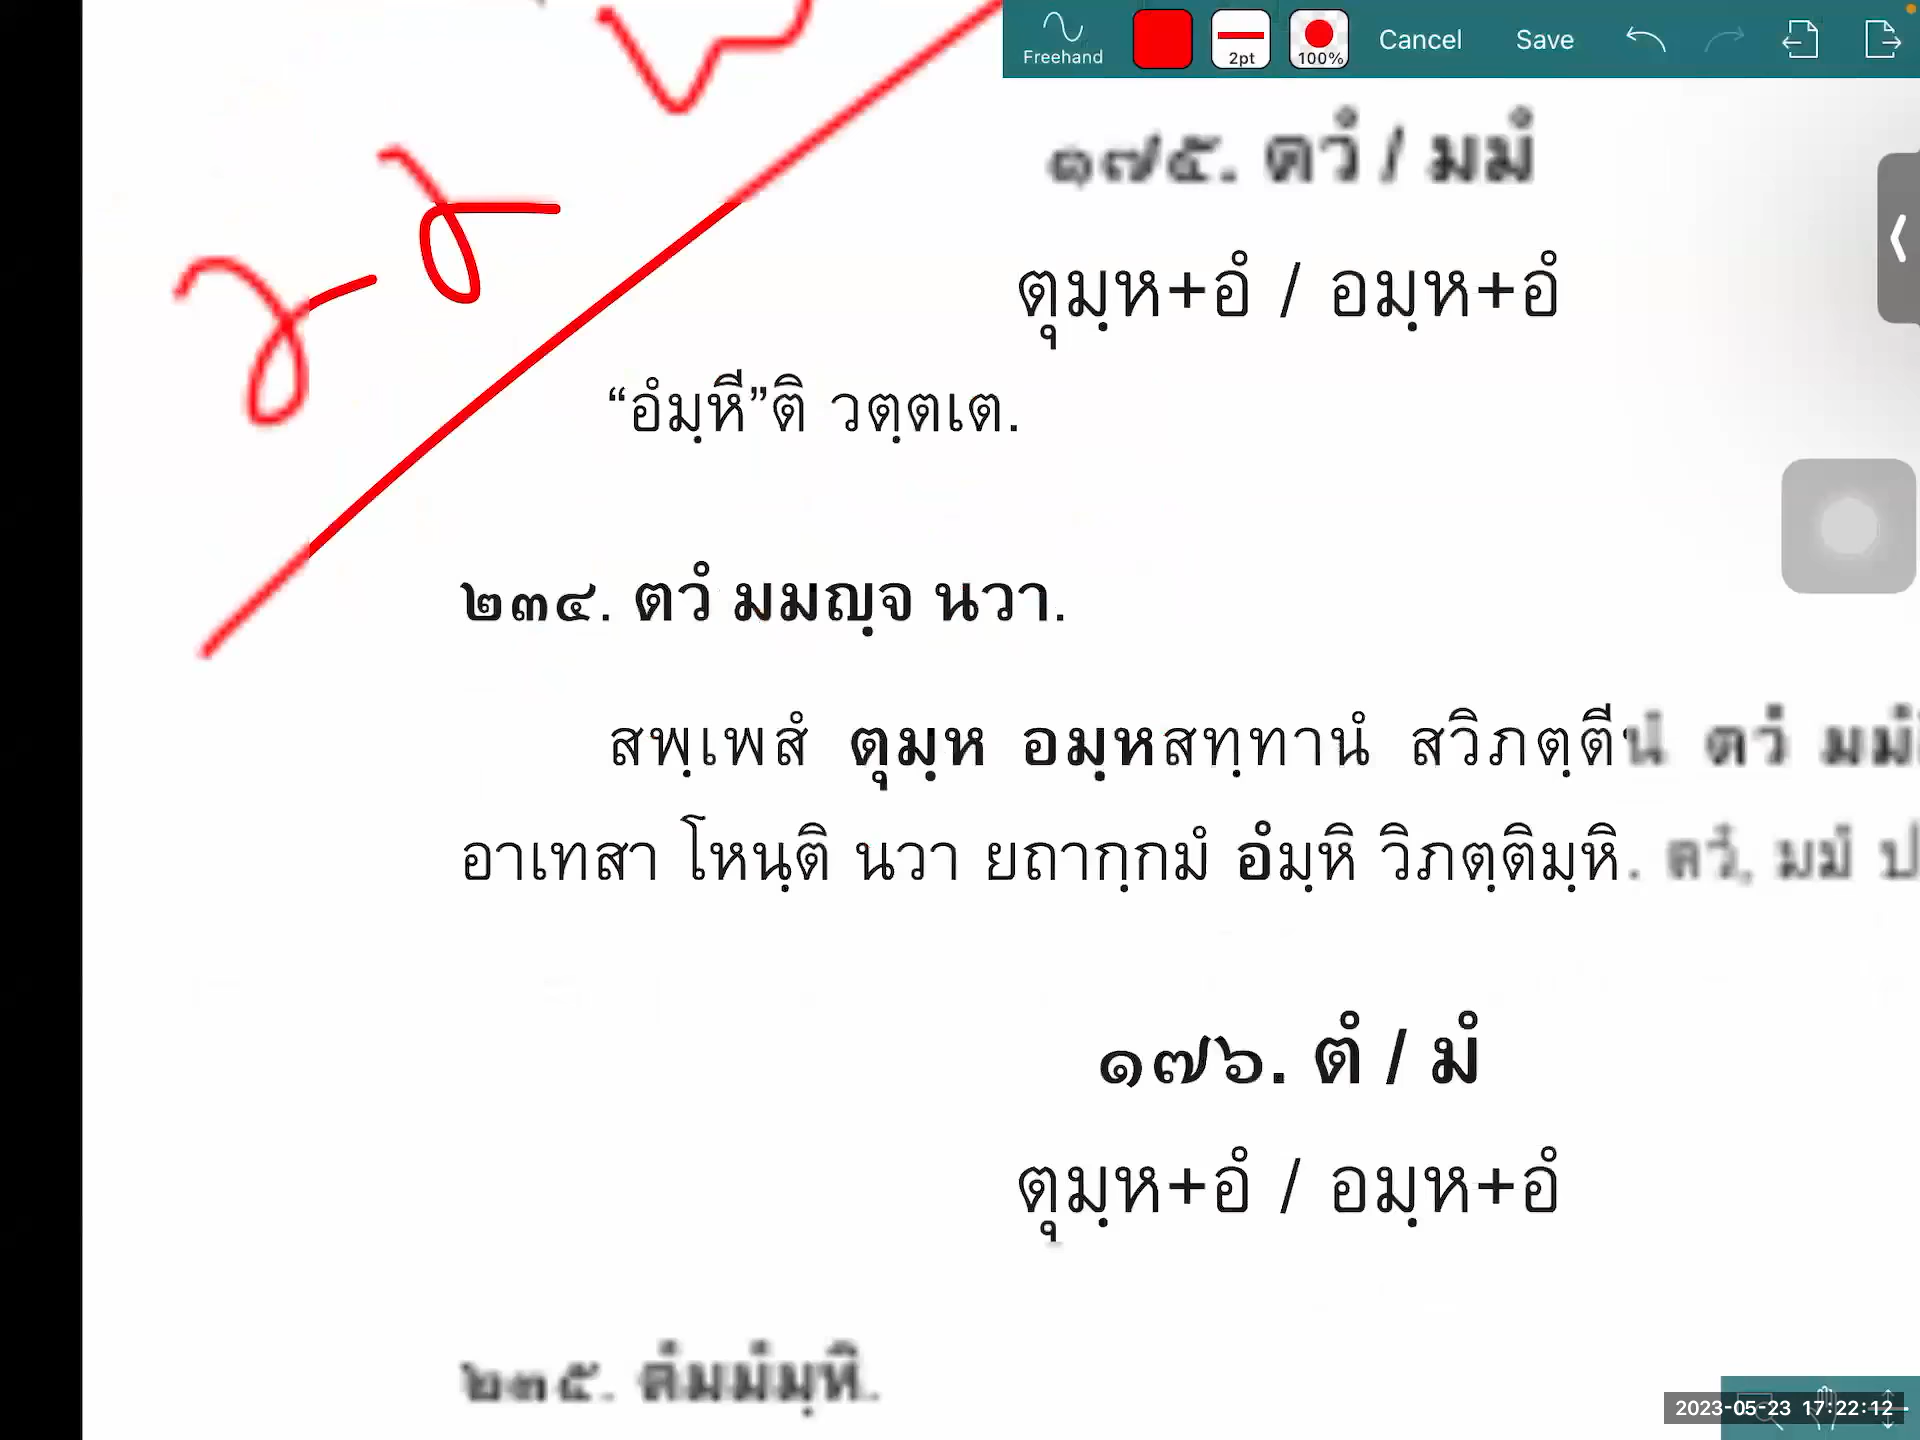 Freehand
2pt
100%
Cancel
Save
๑๗๕. ตวํ / มมํ
ตุมฺห+อํ / อมฺห+อํ
“อํมฺหี”ติ วตฺตเต.
๒๓๔. ตวํ มมญฺจ นวา.
สพฺเพสํ ตุมฺห อมฺหสทฺทานํ สวิภตฺตีนํ ตวํ มมํ
อาเทสา โหนฺติ นวา ยถากฺกมํ อํมฺหิ วิภตฺติมฺหิ. ตวํ, มมํ
๑๗๖. ตํ / มํ
ตุมฺห+อํ / อมฺห+อํ
๒๓๕. ตํมมํมฺหิ.
2023-05-23 17:22:12